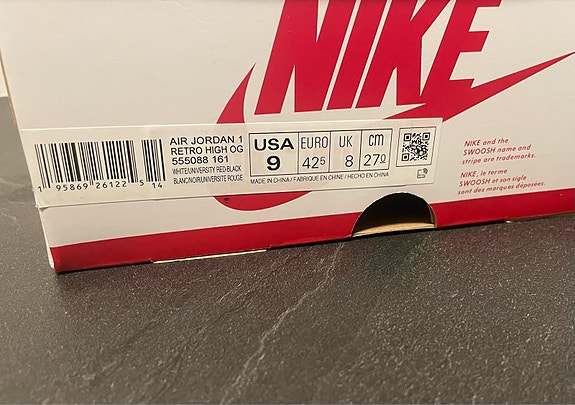 NIKE
AIR JORDAN 1
RETRO HIGH OG
555088 161
WHITE/UNIVERSITY RED/BLACK
BLANC/NOIR/UNIVERSITE ROUGE
1 95869 26122 5 14
USA EURO UK cm
9 42.5 8 27.0
MADE IN CHINA / FABRIQUE EN CHINE / HECHO EN CHINA
NIKE and the
SWOOSH name and
stripe are trademarks.
NIKE, le terme
SWOOSH et son sigle
sont des marques déposées.